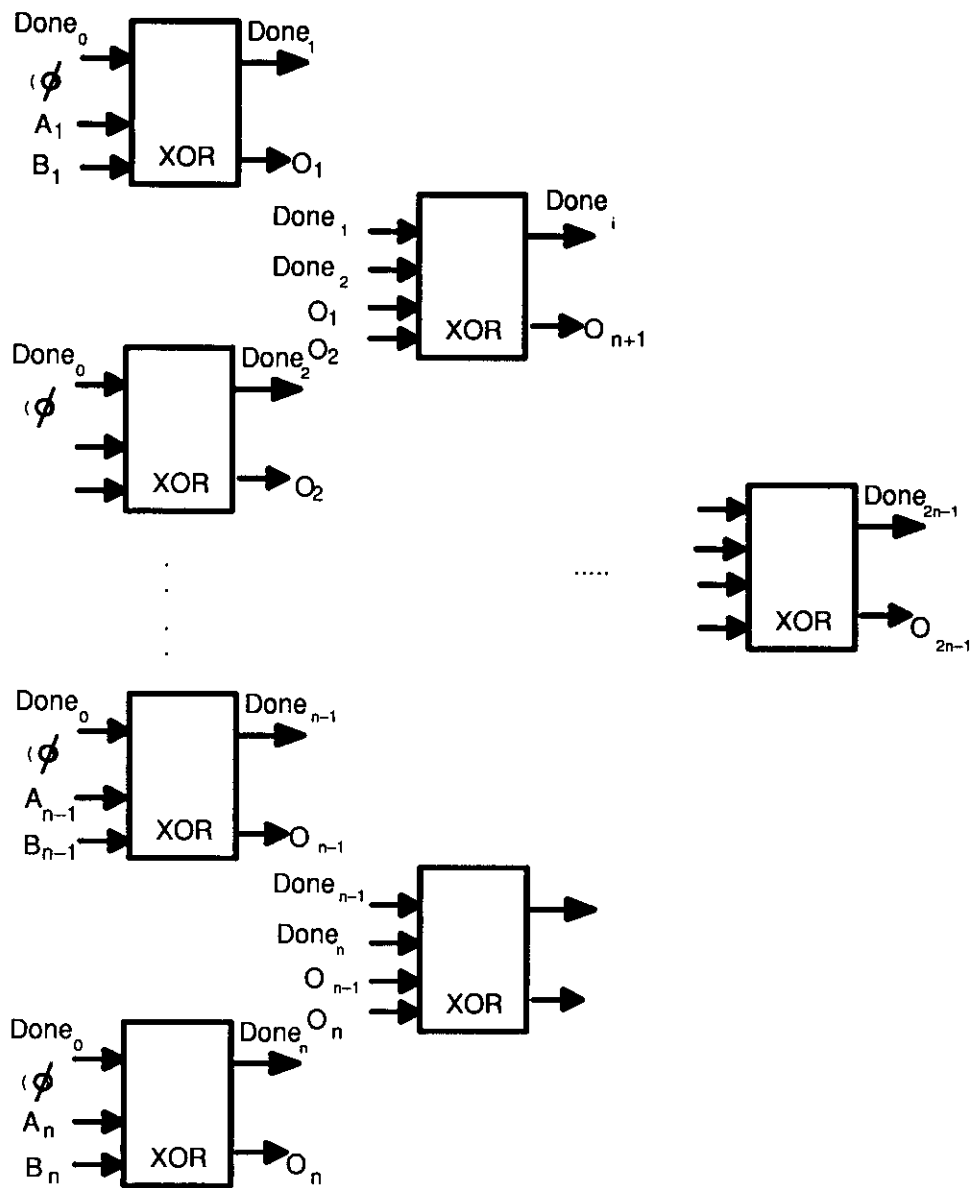 Done₀
(ϕ
A₁
B₁
XOR
Done₁
O₁
Done₁
Done₂
O₁
O₂
XOR
Doneᵢ
Oₙ₊₁
Done₀
(ϕ
XOR
Done₂
O₂
.....
XOR
Done₂ₙ₋₁
O₂ₙ₋₁
Done₀
(ϕ
Aₙ₋₁
Bₙ₋₁
XOR
Doneₙ₋₁
Oₙ₋₁
Doneₙ₋₁
Doneₙ
Oₙ₋₁
Oₙ
XOR
Done₀
(ϕ
Aₙ
Bₙ
XOR
Doneₙ
Oₙ